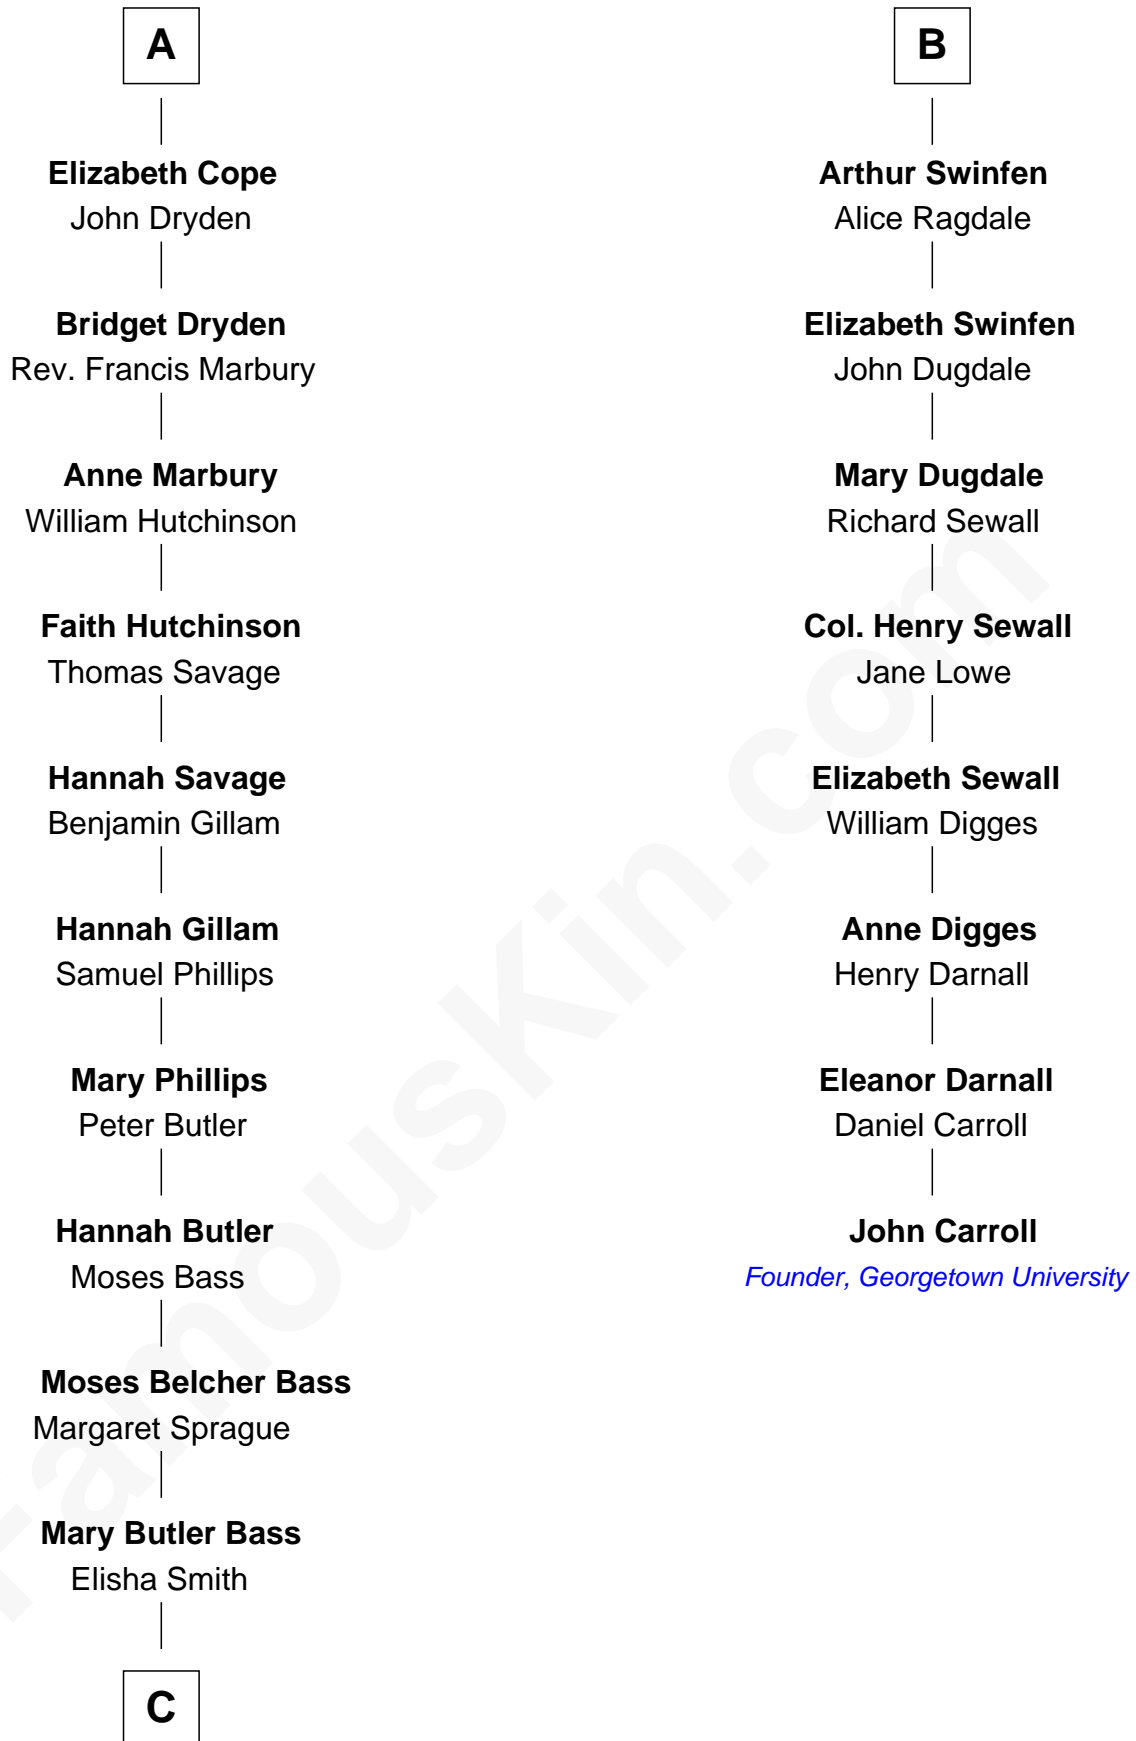 A
Elizabeth Cope
John Dryden
Bridget Dryden
Rev. Francis Marbury
Anne Marbury
William Hutchinson
Faith Hutchinson
Thomas Savage
Hannah Savage
Benjamin Gillam
Hannah Gillam
Samuel Phillips
Mary Phillips
Peter Butler
Hannah Butler
Moses Bass
Moses Belcher Bass
Margaret Sprague
Mary Butler Bass
Elisha Smith
C
B
Arthur Swinfen
Alice Ragdale
Elizabeth Swinfen
John Dugdale
Mary Dugdale
Richard Sewall
Col. Henry Sewall
Jane Lowe
Elizabeth Sewall
William Digges
Anne Digges
Henry Darnall
Eleanor Darnall
Daniel Carroll
John Carroll
Founder, Georgetown University
FamousKin.com